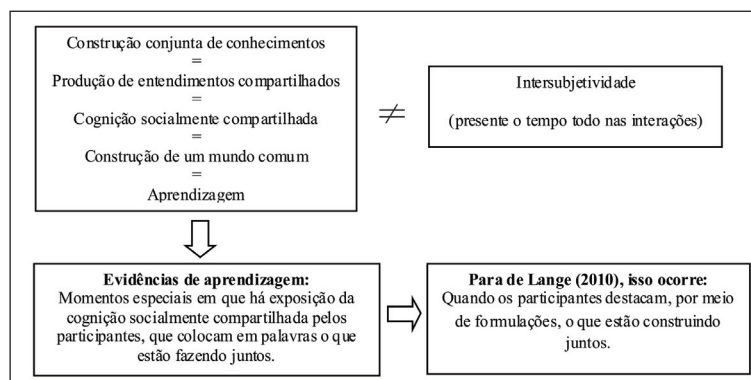 Construção conjunta de conhecimentos
=
Produção de entendimentos compartilhados
=
Cognição socialmente compartilhada
=
Construção de um mundo comum
=
Aprendizagem
≠
Intersubjetividade
(presente o tempo todo nas interações)
Evidências de aprendizagem:
Momentos especiais em que há exposição da
cognição socialmente compartilhada pelos
participantes, que colocam em palavras o que
estão fazendo juntos.
Para de Lange (2010), isso ocorre:
Quando os participantes destacam, por meio
de formulações, o que estão construindo
juntos.